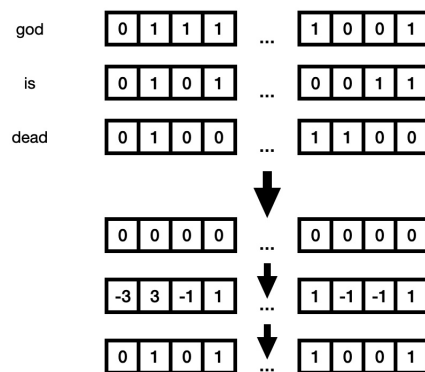 god 0 1 1 1 ... 1 0 0 1
is 0 1 0 1 ... 0 0 1 1
dead 0 1 0 0 ... 1 1 0 0
0 0 0 0 ... 0 0 0 0
-3 3 -1 1 ... 1 -1 -1 1
0 1 0 1 ... 1 0 0 1